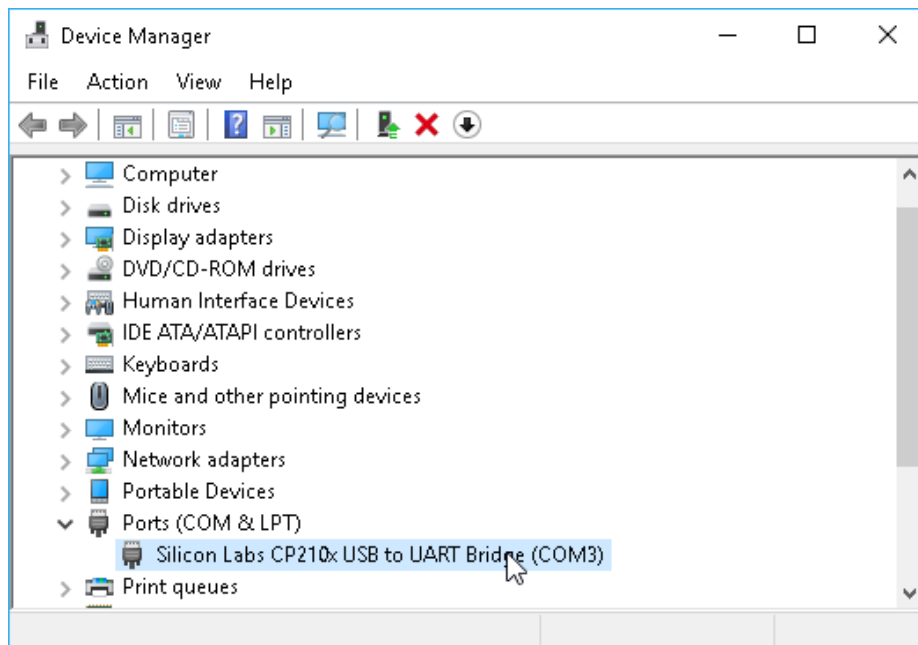 Device Manager
File Action View Help
Computer
Disk drives
Display adapters
DVD/CD-ROM drives
Human Interface Devices
IDE ATA/ATAPI controllers
Keyboards
Mice and other pointing devices
Monitors
Network adapters
Portable Devices
Ports (COM & LPT)
Silicon Labs CP210x USB to UART Bridge (COM3)
Print queues